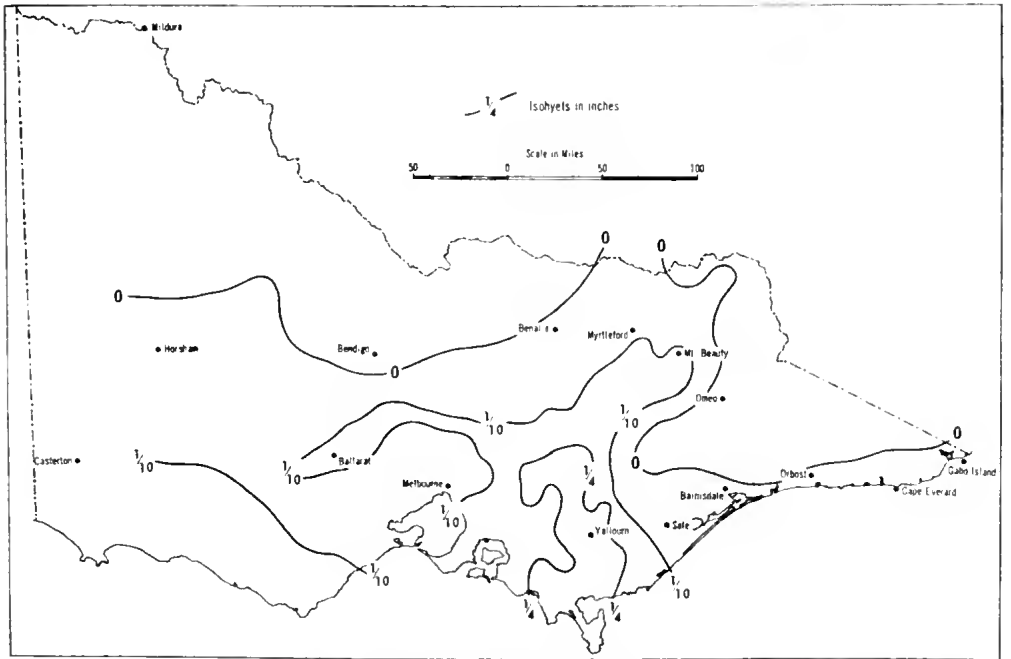 Mildura
1/4 Isohyets in inches
Scale in Miles
50 0 50 100
0
0
0
Horsham
Bendigo
Benalla
Myrtleford
Mt. Beauty
0
Omeo
1/10
1/10
0
Casterton
1/10
1/10
Ballarat
0
1/4
Orbost
Gabo Island
Melbourne
Bairnsdale
Cape Everard
1/10
Sale
Yallourn
1/10
1/10
1/4
1/4